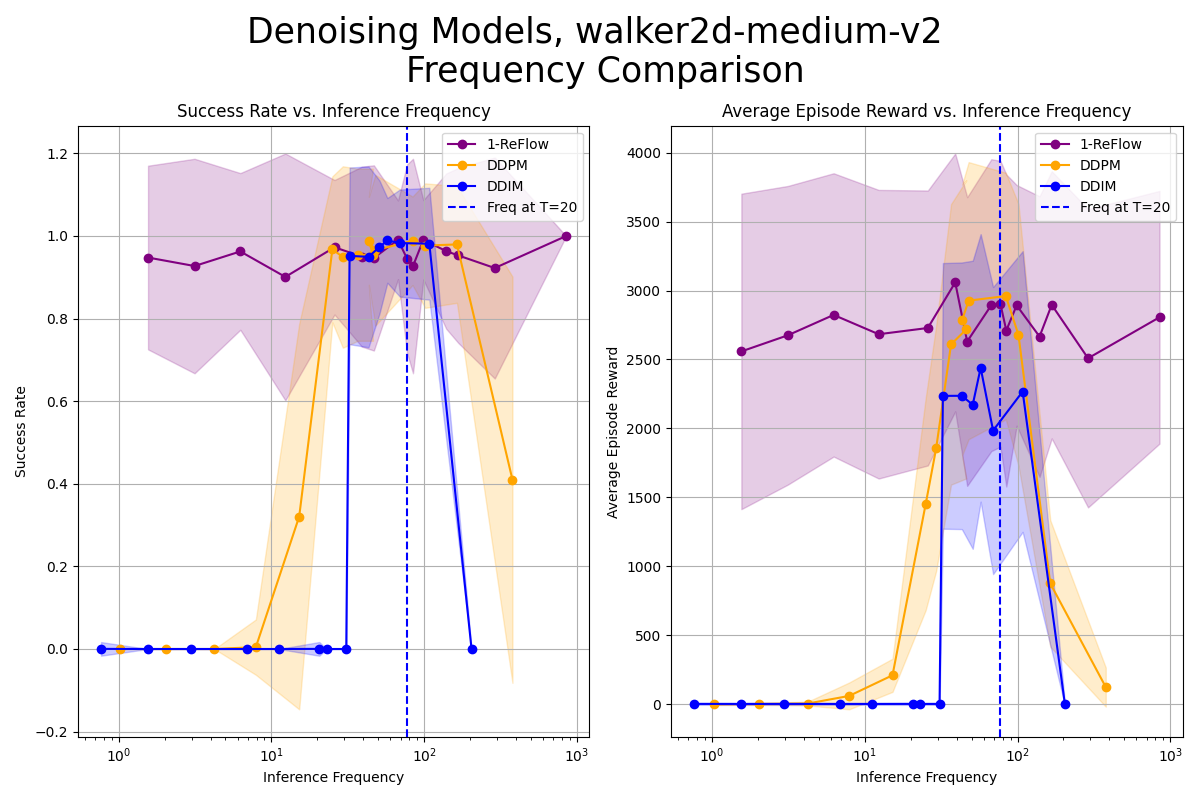 Denoising Models, walker2d-medium-v2
Frequency Comparison
Success Rate vs. Inference Frequency
1.2
1.0
0.8
0.6
0.4
0.2
0.0
−0.2
Success Rate
10⁰
10¹
10²
10³
Inference Frequency
1-ReFlow
DDPM
DDIM
Freq at T=20
Average Episode Reward vs. Inference Frequency
4000
3500
3000
2500
2000
1500
1000
500
0
Average Episode Reward
10⁰
10¹
10²
10³
Inference Frequency
1-ReFlow
DDPM
DDIM
Freq at T=20